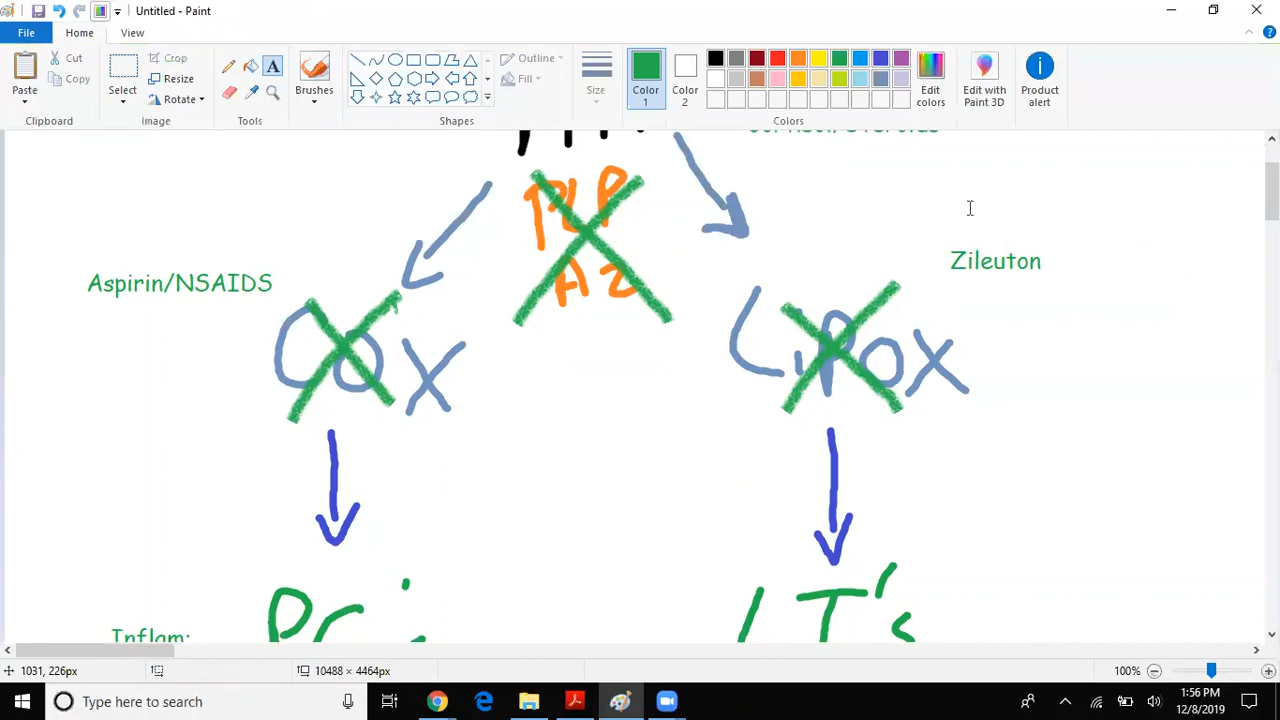 Untitled - Paint
File Home View
Paste
Cut
Copy
Clipboard
Select
Crop
Resize
Rotate
Image
A
Tools
Brushes
Outline
Fill
Shapes
Size
Color 1
Color 2
Edit colors
Colors
Edit with Paint 3D
Product alert
PLP
A2
Aspirin/NSAIDS
Zileuton
Cox
Lipox
Inflam:
LT's
1031, 226px
10488 × 4464px
100%
Type here to search
1:56 PM
12/8/2019